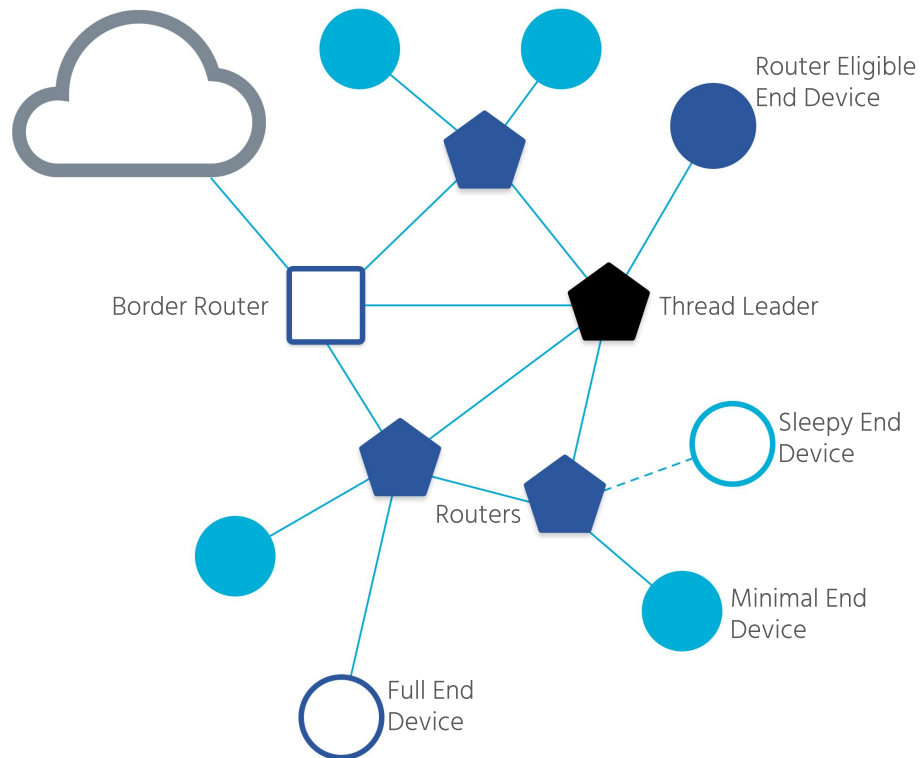 Router Eligible
End Device
Border Router
Thread Leader
Sleepy End
Device
Routers
Minimal End
Device
Full End
Device